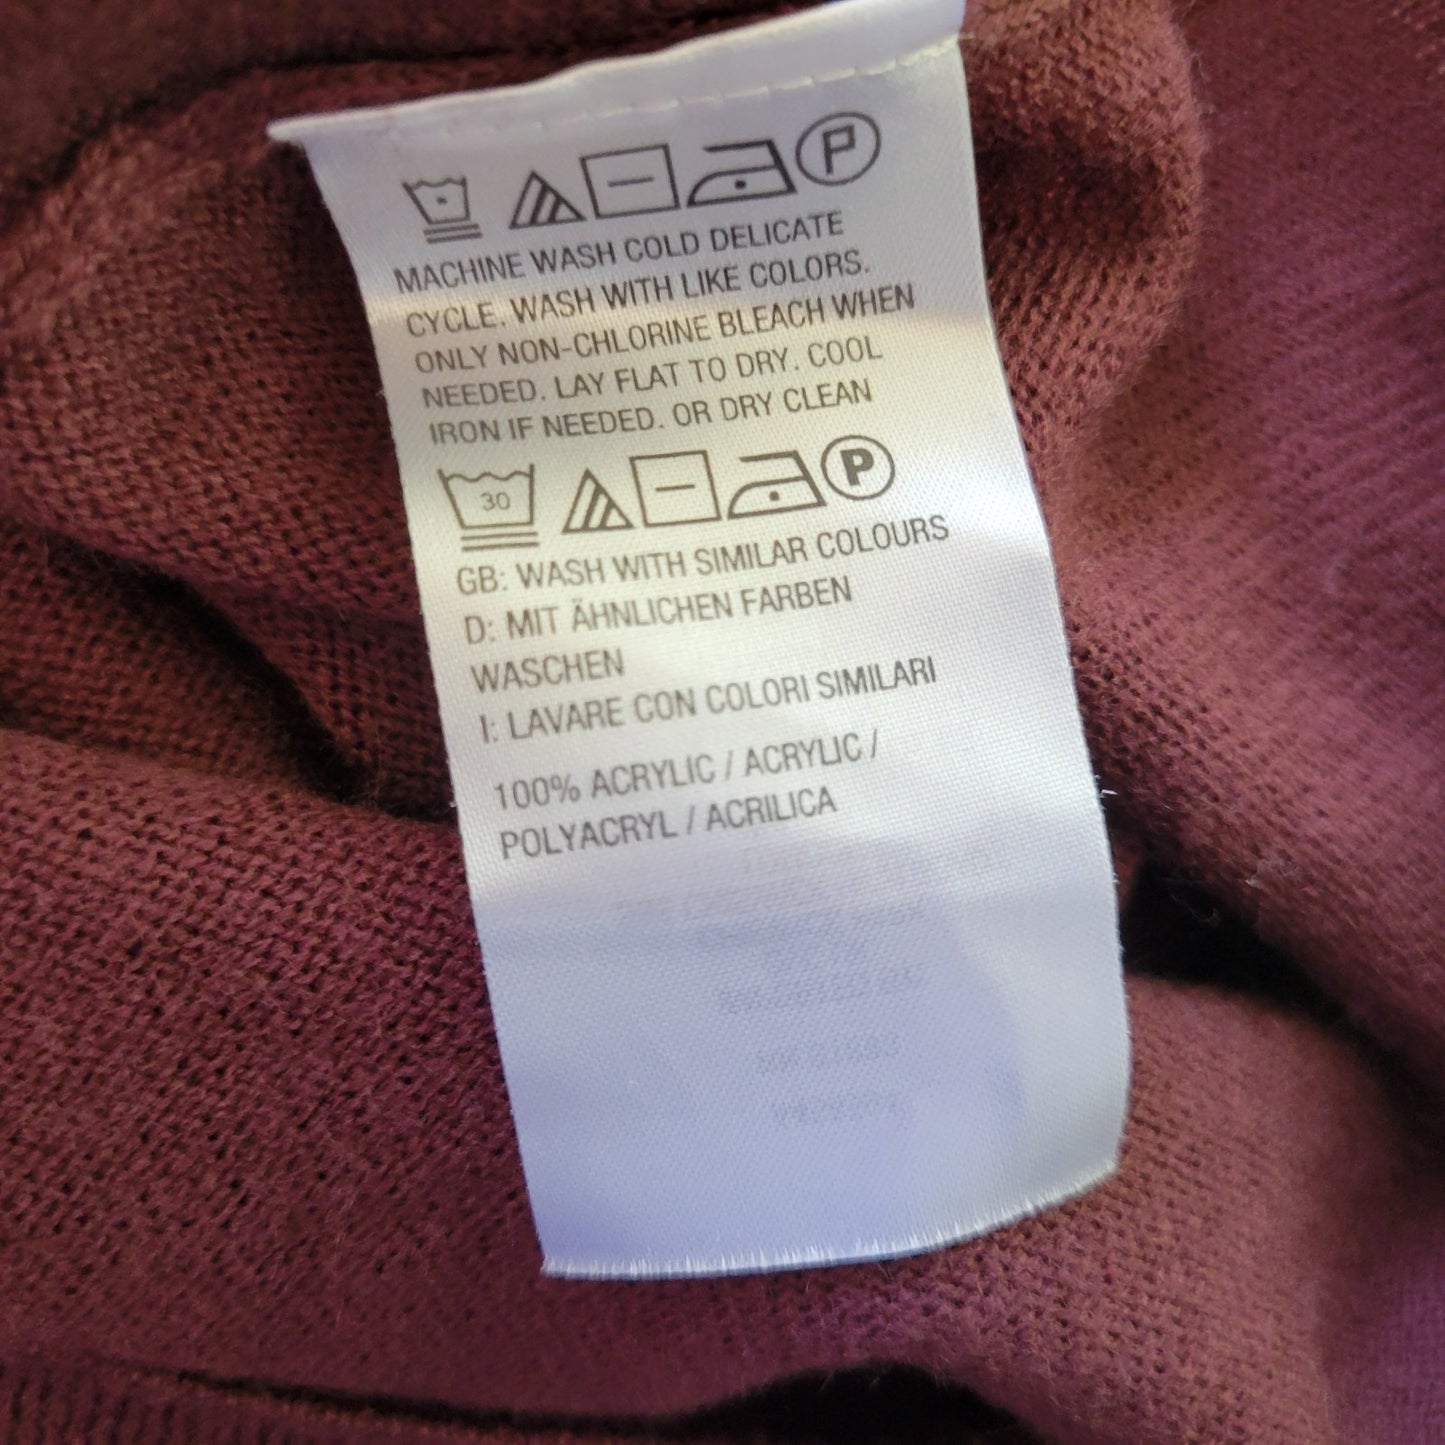 P
MACHINE WASH COLD DELICATE
CYCLE. WASH WITH LIKE COLORS.
ONLY NON-CHLORINE BLEACH WHEN
NEEDED. LAY FLAT TO DRY. COOL
IRON IF NEEDED. OR DRY CLEAN
30 P
GB: WASH WITH SIMILAR COLOURS
D: MIT ÄHNLICHEN FARBEN
WASCHEN
I: LAVARE CON COLORI SIMILARI
100% ACRYLIC / ACRYLIC /
POLYACRYL / ACRILICA